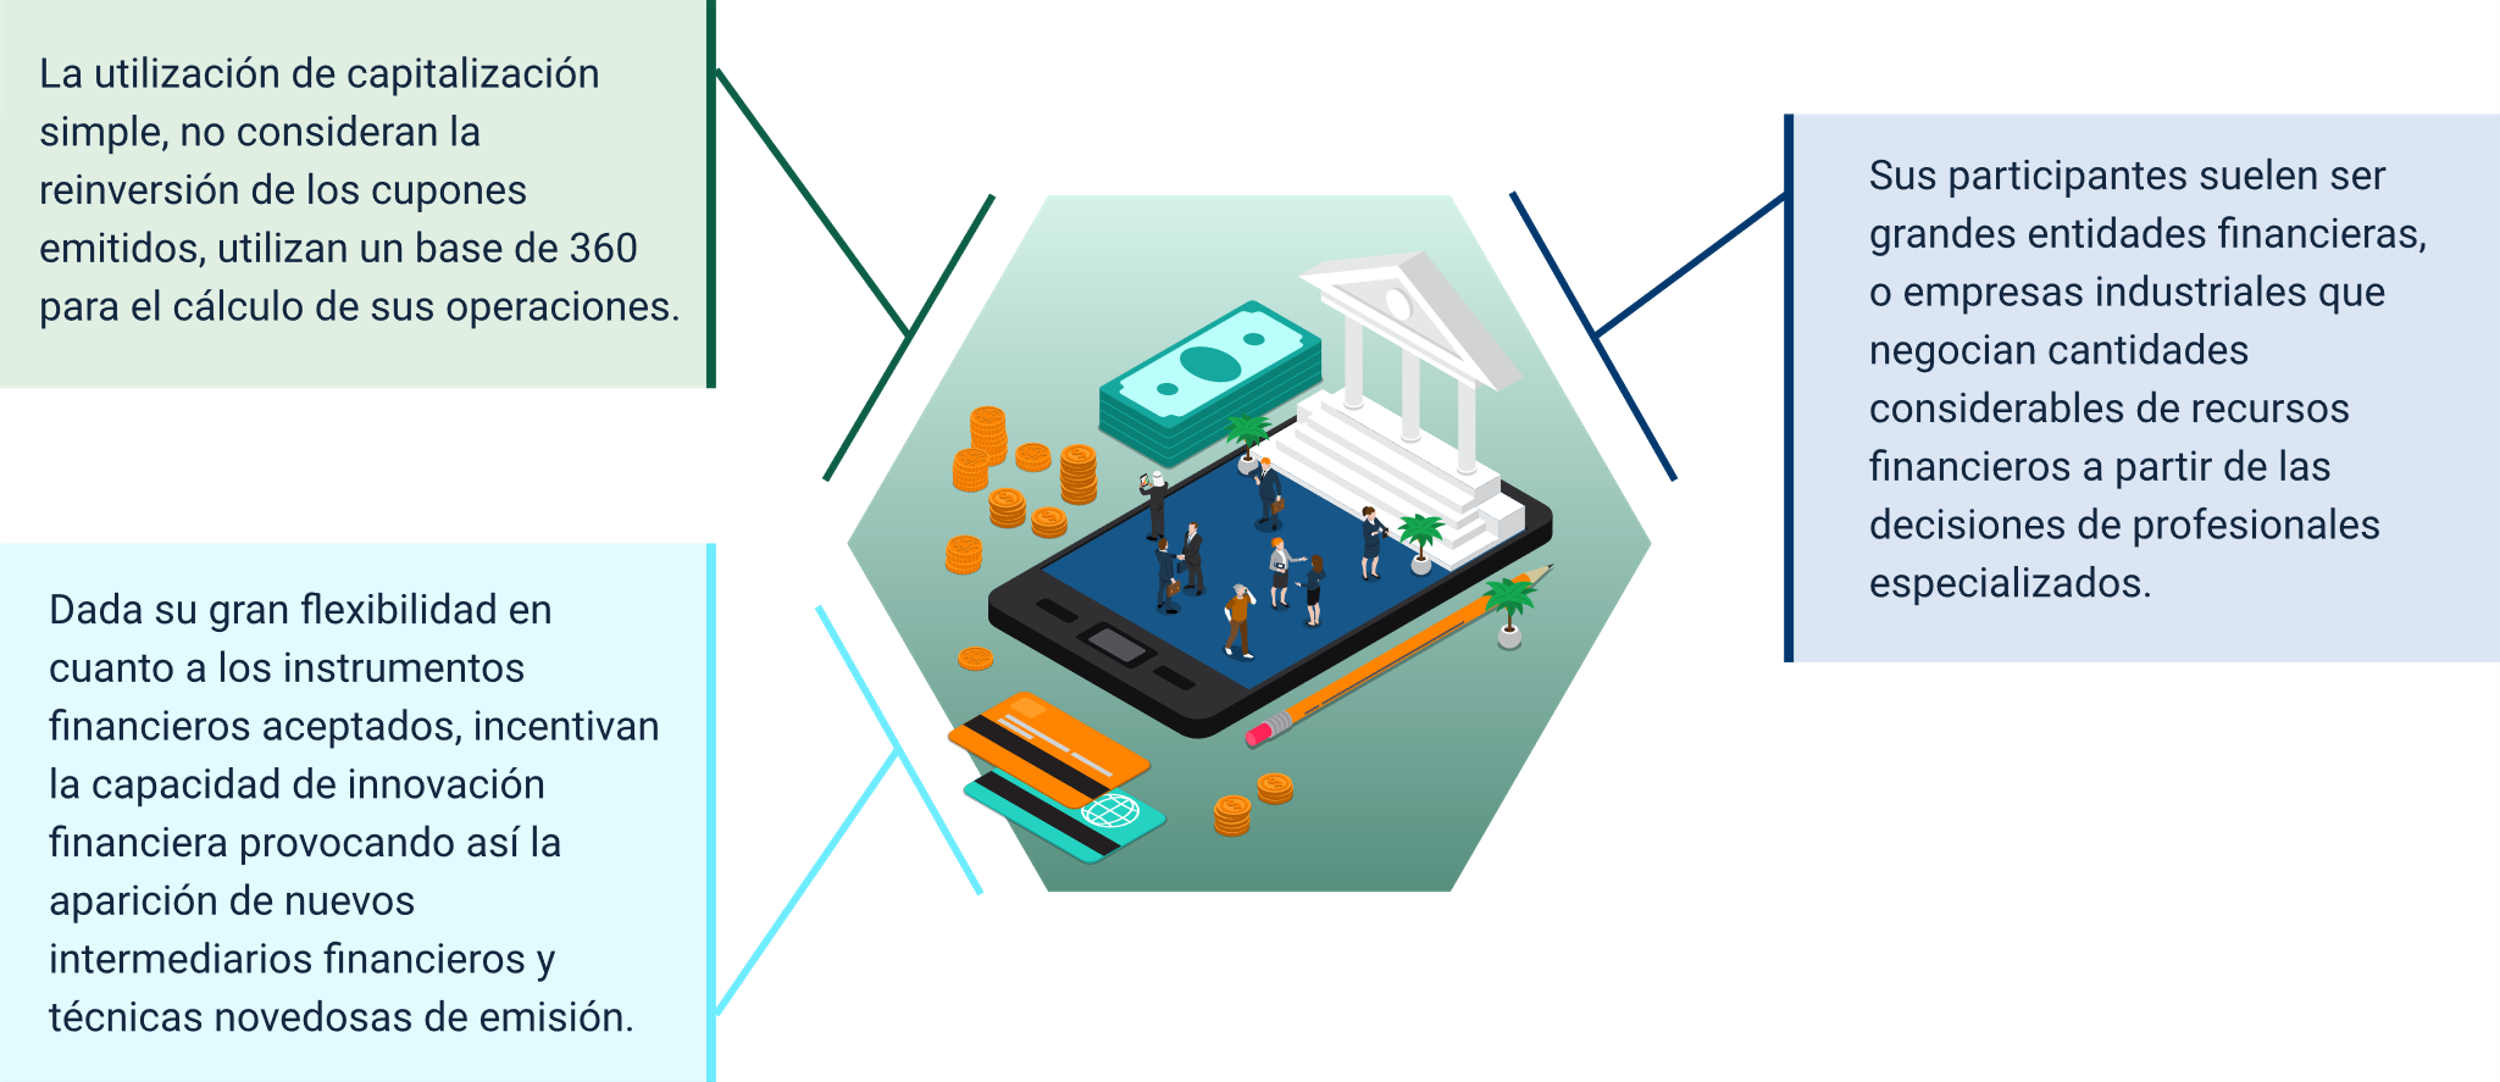 La utilización de capitalización
simple, no consideran la
reinversión de los cupones
emitidos, utilizan un base de 360
para el cálculo de sus operaciones.
Dada su gran flexibilidad en
cuanto a los instrumentos
financieros aceptados, incentivan
la capacidad de innovación
financiera provocando así la
aparición de nuevos
intermediarios financieros y
técnicas novedosas de emisión.
Sus participantes suelen ser
grandes entidades financieras,
o empresas industriales que
negocian cantidades
considerables de recursos
financieros a partir de las
decisiones de profesionales
especializados.